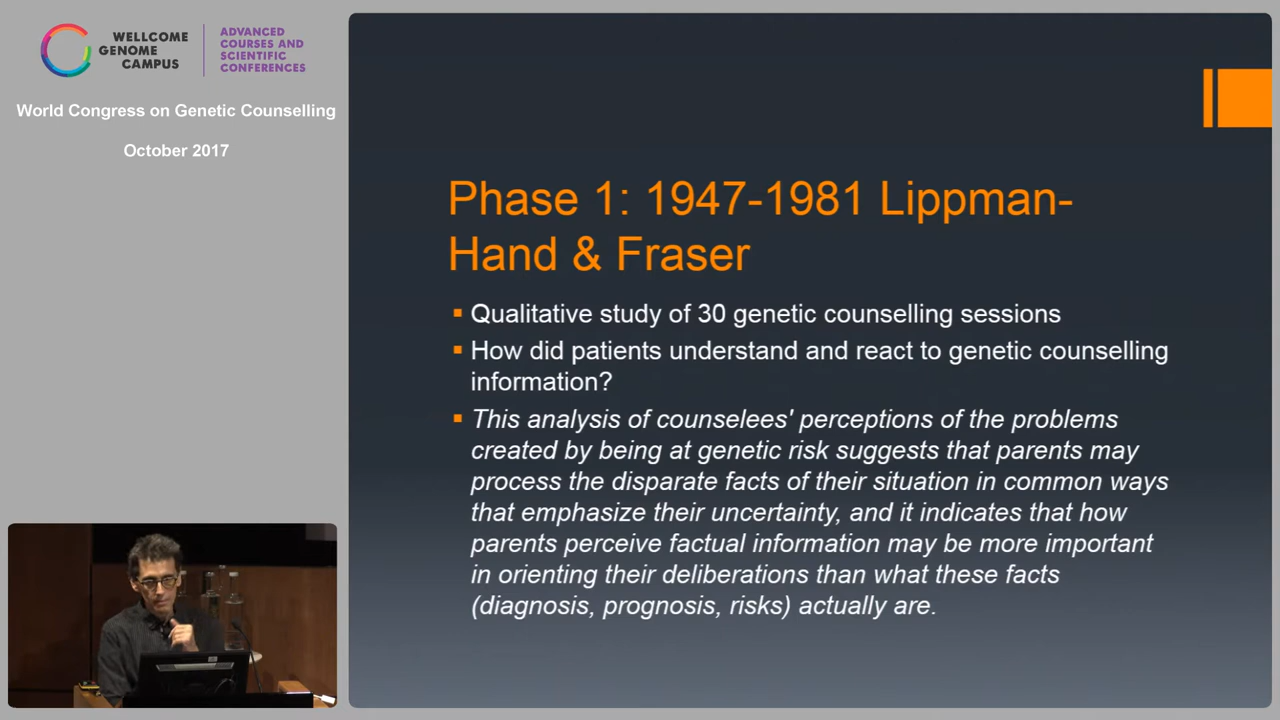 WELLCOME
GENOME
CAMPUS
ADVANCED
COURSES AND
SCIENTIFIC
CONFERENCES
World Congress on Genetic Counselling
October 2017
Phase 1: 1947-1981 Lippman-
Hand & Fraser
Qualitative study of 30 genetic counselling sessions
How did patients understand and react to genetic counselling
information?
This analysis of counselees' perceptions of the problems
created by being at genetic risk suggests that parents may
process the disparate facts of their situation in common ways
that emphasize their uncertainty, and it indicates that how
parents perceive factual information may be more important
in orienting their deliberations than what these facts
(diagnosis, prognosis, risks) actually are.